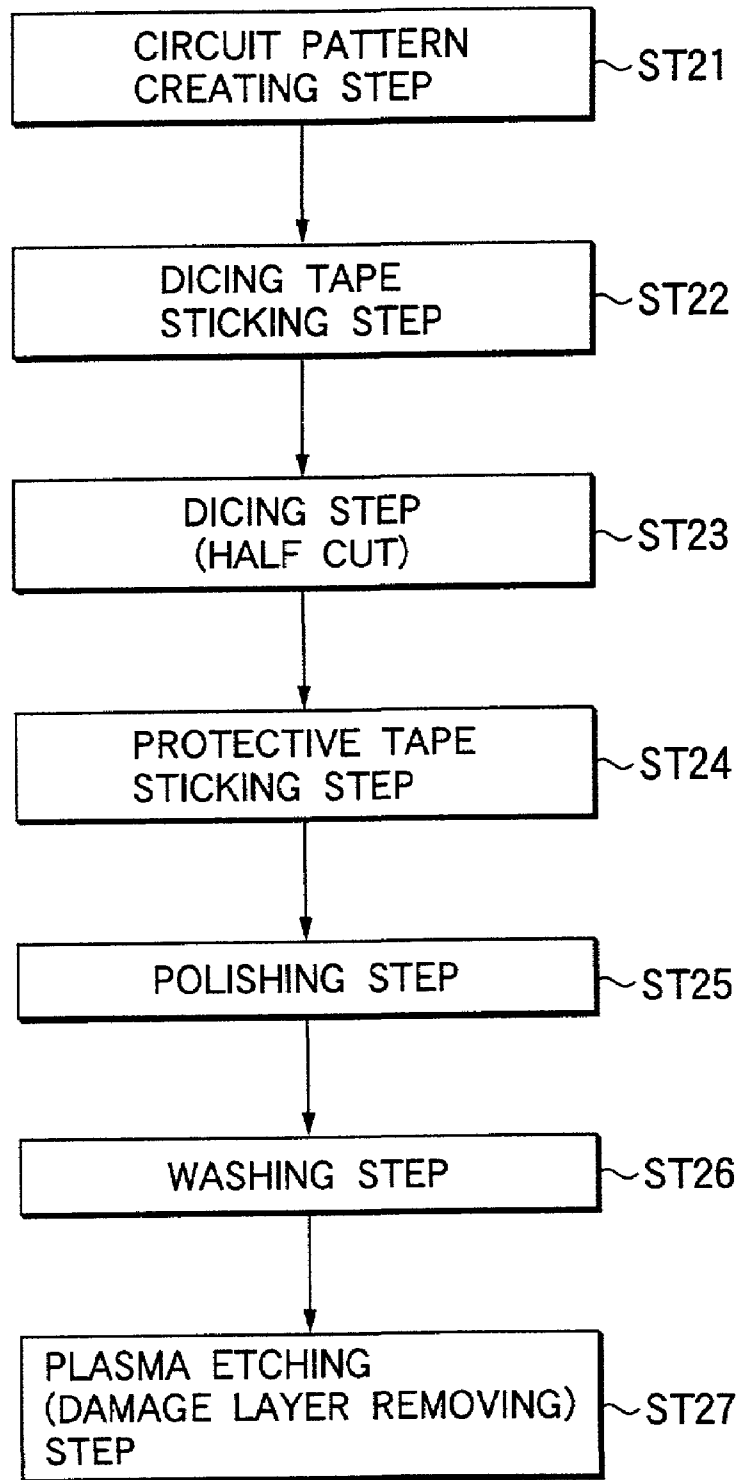 CIRCUIT PATTERN
CREATING STEP
ST21
DICING TAPE
STICKING STEP
ST22
DICING STEP
(HALF CUT)
ST23
PROTECTIVE TAPE
STICKING STEP
ST24
POLISHING STEP
ST25
WASHING STEP
ST26
PLASMA ETCHING
(DAMAGE LAYER REMOVING)
STEP
ST27